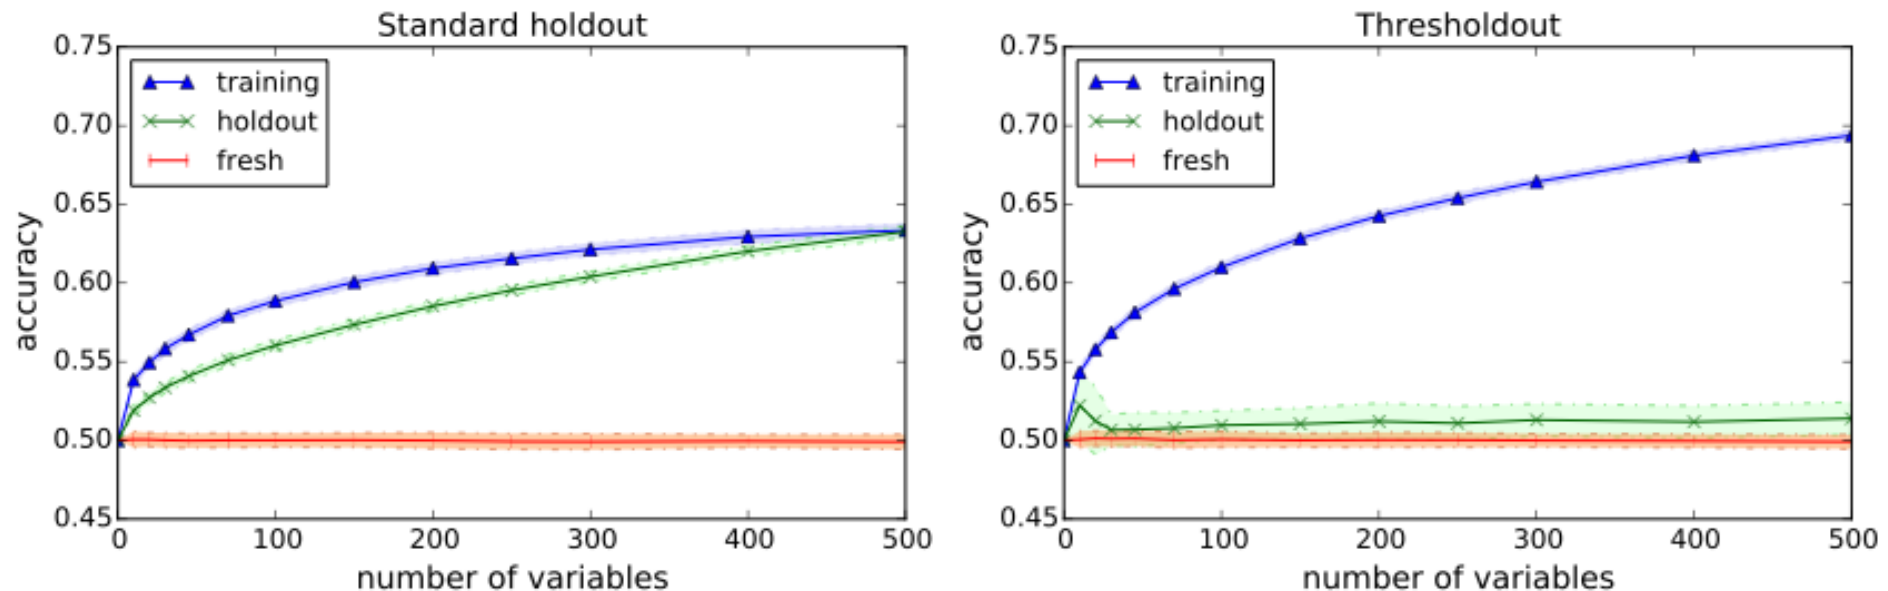 Standard holdout
0.75
0.70
0.65
0.60
0.55
0.50
0.45
accuracy
training
holdout
fresh
0 100 200 300 400 500
number of variables
Thresholdout
0.75
0.70
0.65
0.60
0.55
0.50
0.45
accuracy
training
holdout
fresh
0 100 200 300 400 500
number of variables